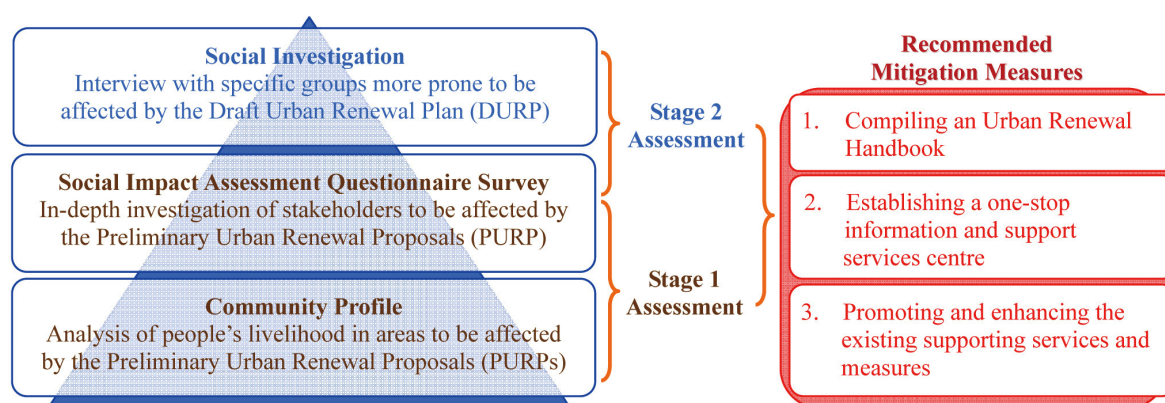 Social Investigation
Interview with specific groups more prone to be
affected by the Draft Urban Renewal Plan (DURP)
Social Impact Assessment Questionnaire Survey
In-depth investigation of stakeholders to be affected by
the Preliminary Urban Renewal Proposals (PURP)
Community Profile
Analysis of people's livelihood in areas to be affected
by the Preliminary Urban Renewal Proposals (PURPs)
Stage 2
Assessment
Stage 1
Assessment
Recommended
Mitigation Measures
1. Compiling an Urban Renewal
Handbook
2. Establishing a one-stop
information and support
services centre
3. Promoting and enhancing the
existing supporting services and
measures